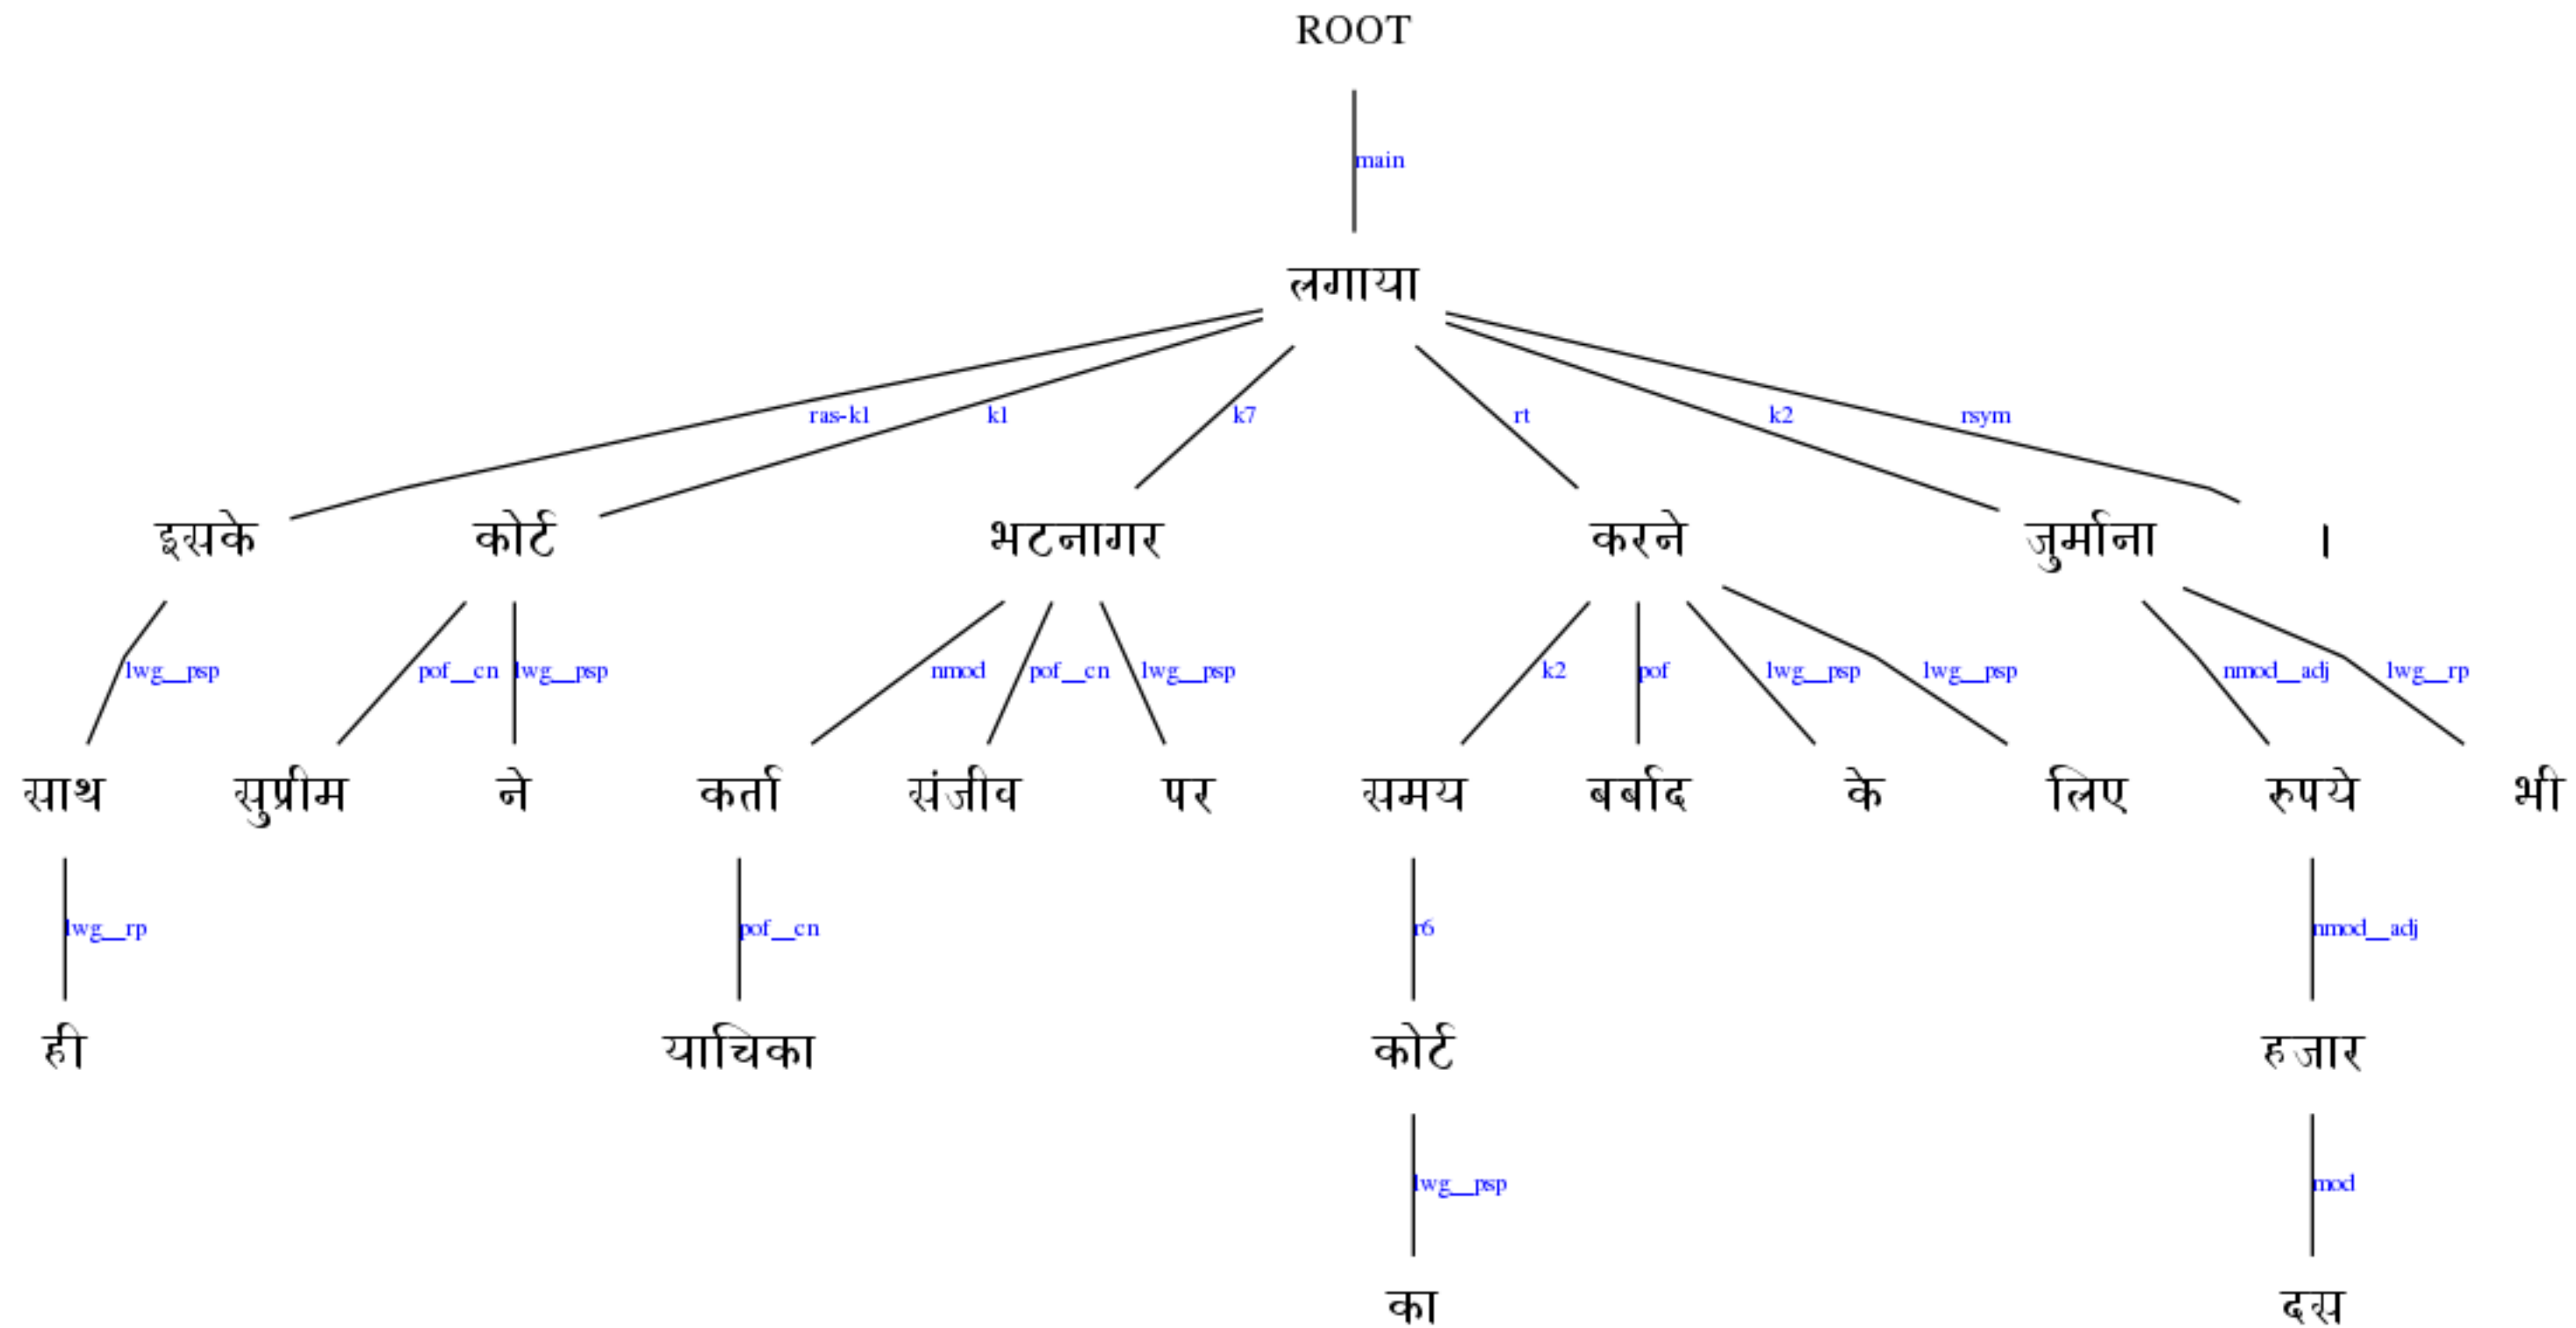 ROOT
main
लगाया
ras-k1 k1 k7 rt k2 rsym
इसके कोर्ट भटनागर करने जुर्माना ।
lwg__psp pof__cn lwg__psp nmod pof__cn lwg__psp k2 pof lwg__psp lwg__psp nmod__adj lwg__rp
साथ सुप्रीम ने कर्ता संजीव पर समय बर्बाद के लिए रुपये भी
lwg__rp pof__cn r6 nmod__adj
ही याचिका कोर्ट हजार
lwg__psp mod
का दस